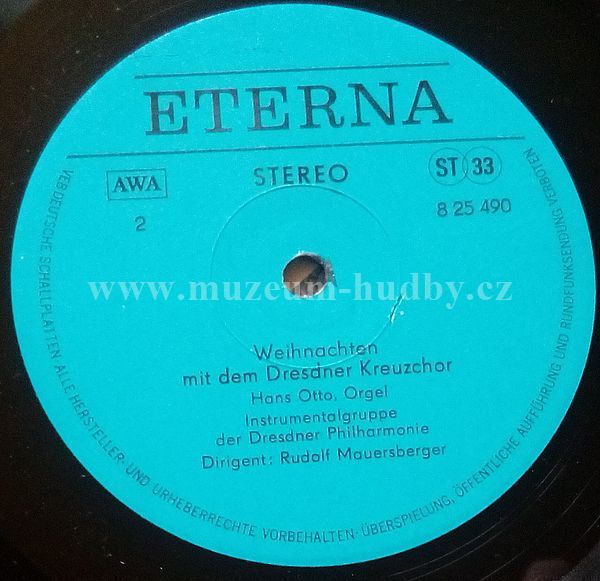 ETERNA
AWA
STEREO
ST 33
2
8 25 490
www.muzeum-hudby.cz
Weihnachten
mit dem Dresdner Kreuzchor
Hans Otto, Orgel
Instrumentalgruppe
der Dresdner Philharmonie
Dirigent: Rudolf Mauersberger
VEB DEUTSCHE SCHALLPLATTEN · ALLE HERSTELLER- UND URHEBERRECHTE VORBEHALTEN · ÜBERSPIELUNG, ÖFFENTLICHE AUFFÜHRUNG UND RUNDFUNKSENDUNG VERBOTEN